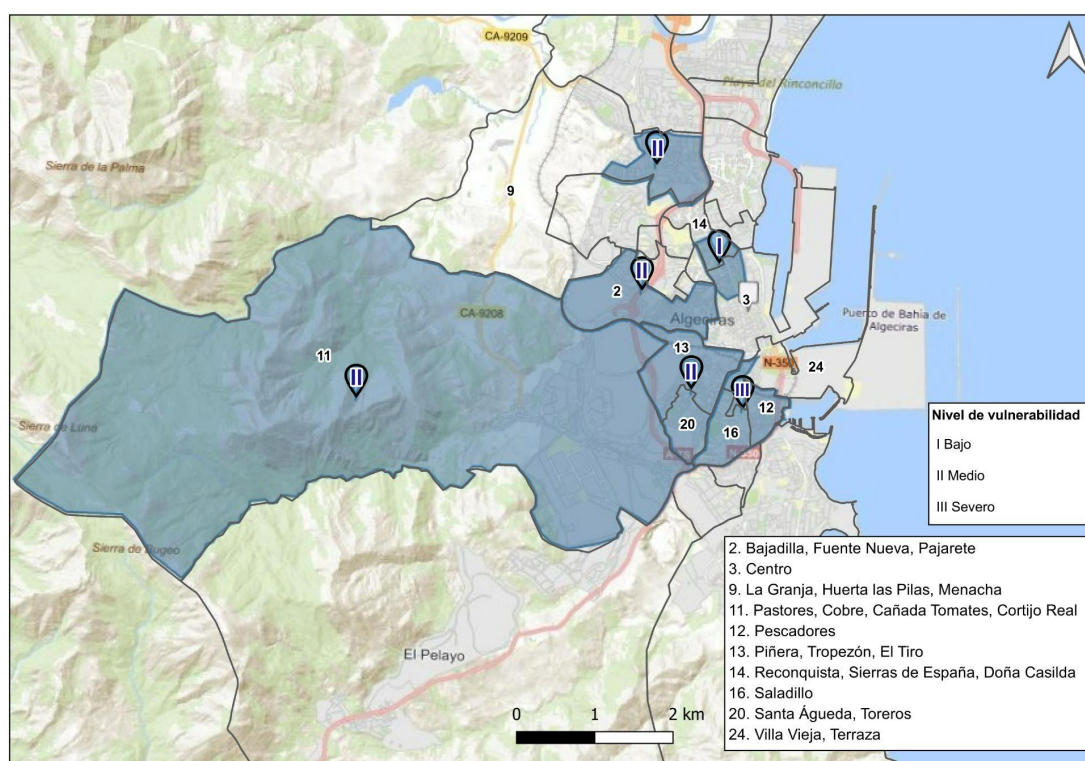 CA-9209
Playa del Rinconcillo
Sierra de la Palma
II
9
14
I
II
2
3
CA-9208
Algeciras
Puerto de Bahía de
Algeciras
11
13
N-350
24
II
II
III
12
Nivel de vulnerabilidad
I Bajo
II Medio
III Severo
Sierra de Luna
20
16
2. Bajadilla, Fuente Nueva, Pajarete
3. Centro
9. La Granja, Huerta las Pilas, Menacha
11. Pastores, Cobre, Cañada Tomates, Cortijo Real
12. Pescadores
13. Piñera, Tropezón, El Tiro
14. Reconquista, Sierras de España, Doña Casilda
16. Saladillo
20. Santa Águeda, Toreros
24. Villa Vieja, Terraza
El Pelayo
0 1 2 km